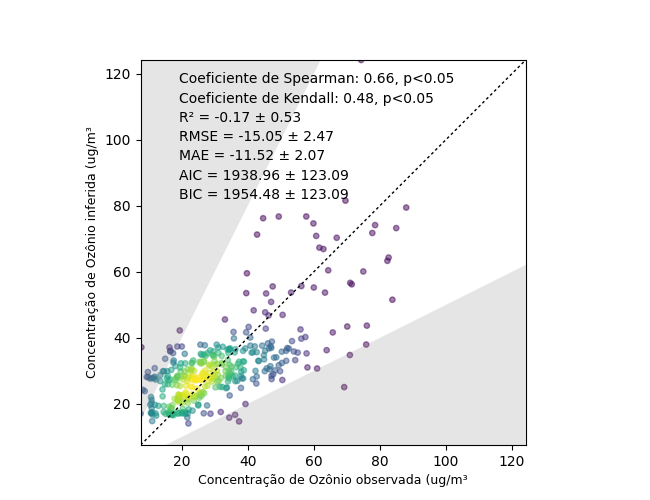 120
Coeficiente de Spearman: 0.66, p<0.05
Coeficiente de Kendall: 0.48, p<0.05
R² = -0.17 ± 0.53
RMSE = -15.05 ± 2.47
MAE = -11.52 ± 2.07
AIC = 1938.96 ± 123.09
BIC = 1954.48 ± 123.09
100
80
60
40
20
Concentração de Ozônio inferida (ug/m³
20 40 60 80 100 120
Concentração de Ozônio observada (ug/m³